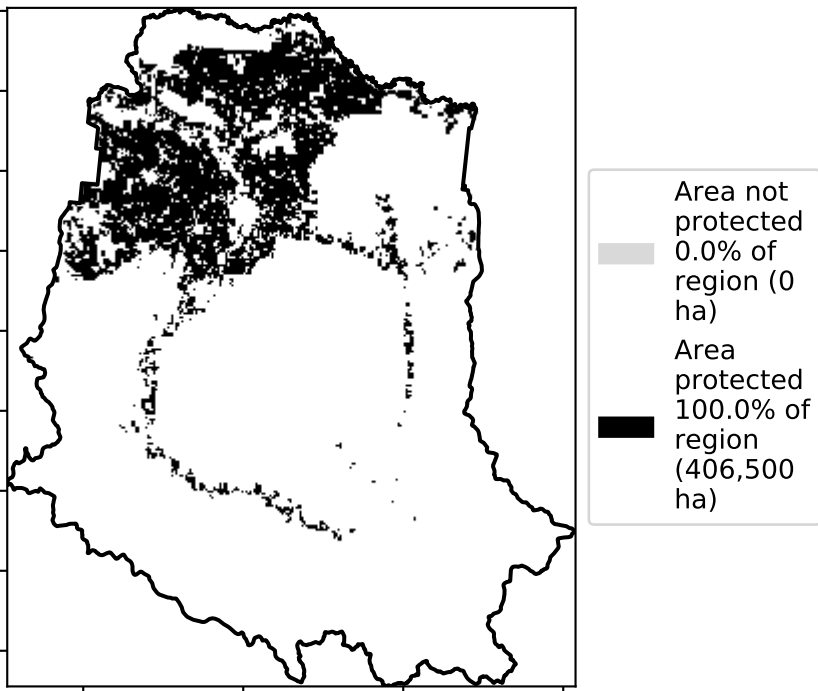 Area not
protected
0.0% of
region (0
ha)
Area
protected
100.0% of
region
(406,500
ha)